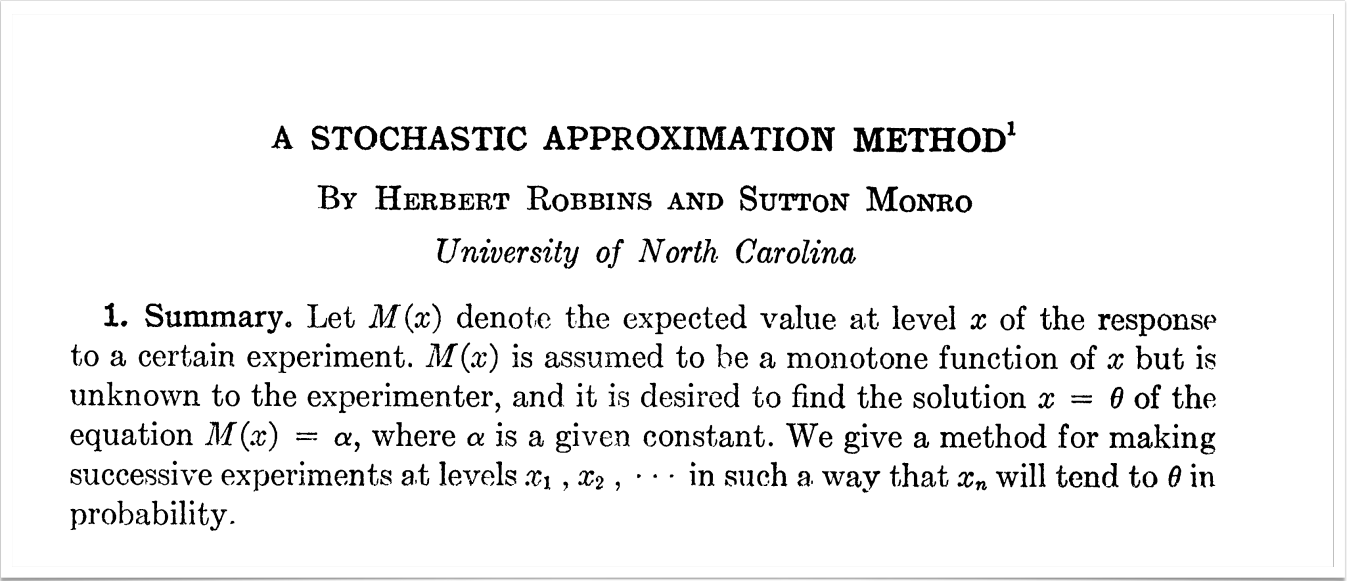 A STOCHASTIC APPROXIMATION METHOD¹
BY HERBERT ROBBINS AND SUTTON MONRO
University of North Carolina
1. Summary. Let M(x) denote the expected value at level x of the response
to a certain experiment. M(x) is assumed to be a monotone function of x but is
unknown to the experimenter, and it is desired to find the solution x = θ of the
equation M(x) = α, where α is a given constant. We give a method for making
successive experiments at levels x₁ , x₂ , ··· in such a way that xₙ will tend to θ in
probability.